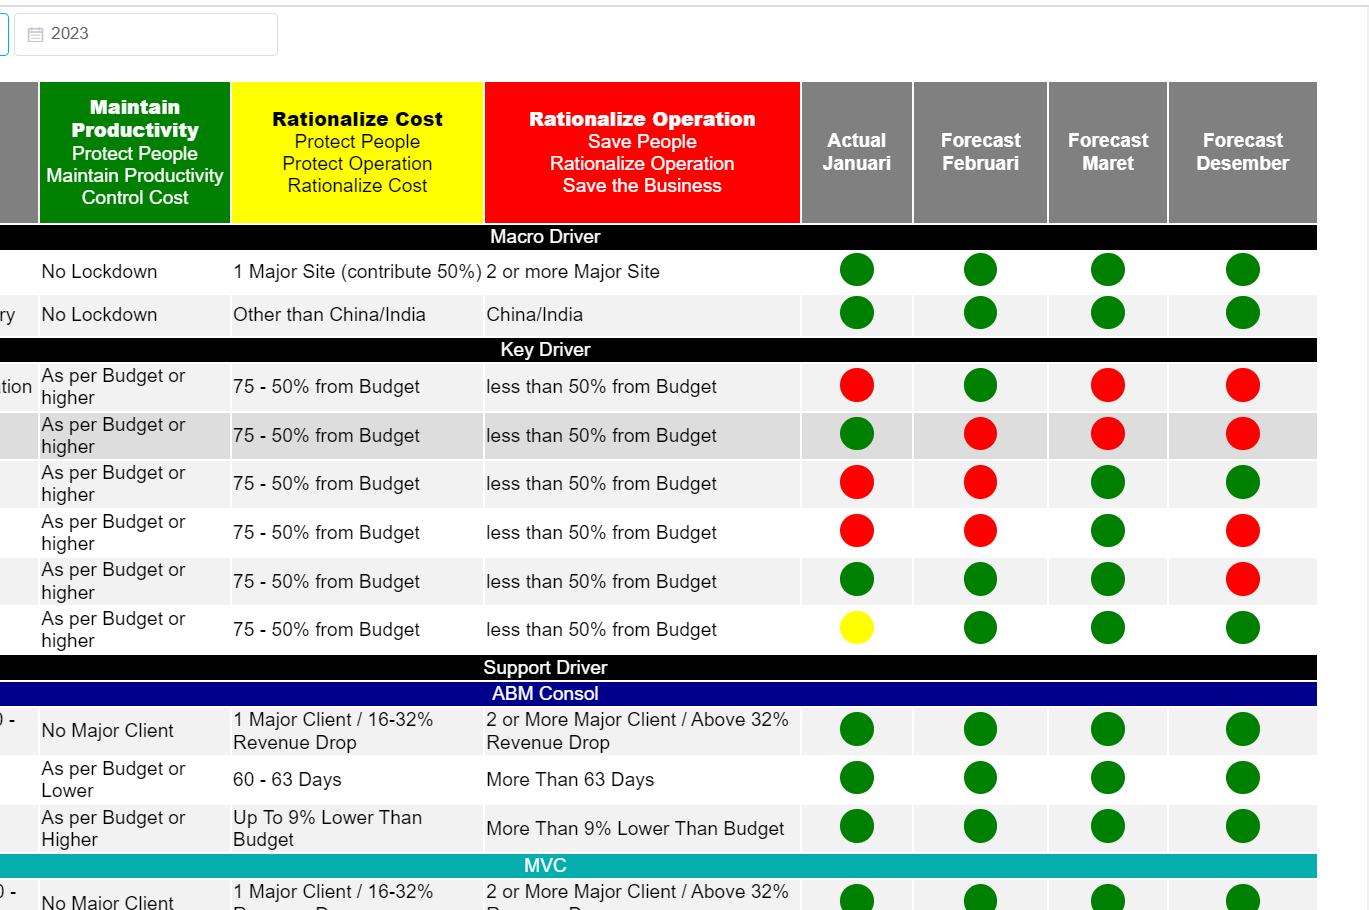 2023
Maintain
Productivity
Protect People
Maintain Productivity
Control Cost
Rationalize Cost
Protect People
Protect Operation
Rationalize Cost
Rationalize Operation
Save People
Rationalize Operation
Save the Business
Actual
Januari
Forecast
Februari
Forecast
Maret
Forecast
Desember
Macro Driver
No Lockdown
1 Major Site (contribute 50%)
2 or more Major Site
ry
No Lockdown
Other than China/India
China/India
Key Driver
tion
As per Budget or
higher
75 - 50% from Budget
less than 50% from Budget
As per Budget or
higher
75 - 50% from Budget
less than 50% from Budget
As per Budget or
higher
75 - 50% from Budget
less than 50% from Budget
As per Budget or
higher
75 - 50% from Budget
less than 50% from Budget
As per Budget or
higher
75 - 50% from Budget
less than 50% from Budget
As per Budget or
higher
75 - 50% from Budget
less than 50% from Budget
Support Driver
ABM Consol
0 -
No Major Client
1 Major Client / 16-32%
Revenue Drop
2 or More Major Client / Above 32%
Revenue Drop
As per Budget or
Lower
60 - 63 Days
More Than 63 Days
As per Budget or
Higher
Up To 9% Lower Than
Budget
More Than 9% Lower Than Budget
MVC
0 -
No Major Client
1 Major Client / 16-32%
2 or More Major Client / Above 32%